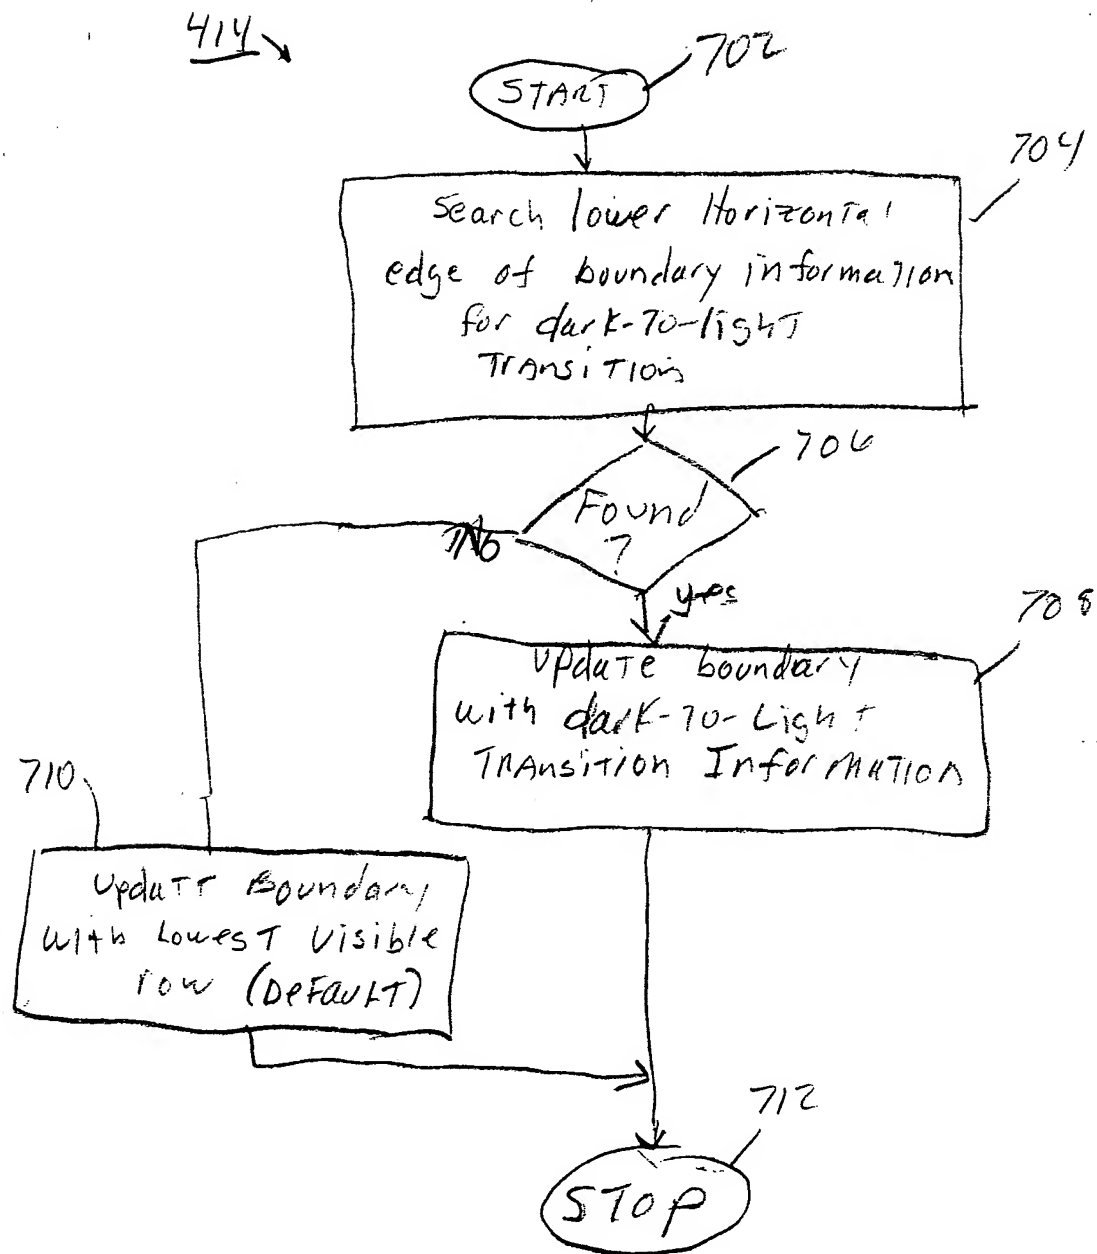 414
702
START
704
Search lower Horizontal
edge of boundary information
for dark-to-light
Transition
706
Found
?
No
yes
708
Update boundary
with dark-to-Light
Transition Information
710
Update Boundary
with Lowest Visible
row (Default)
712
STOP